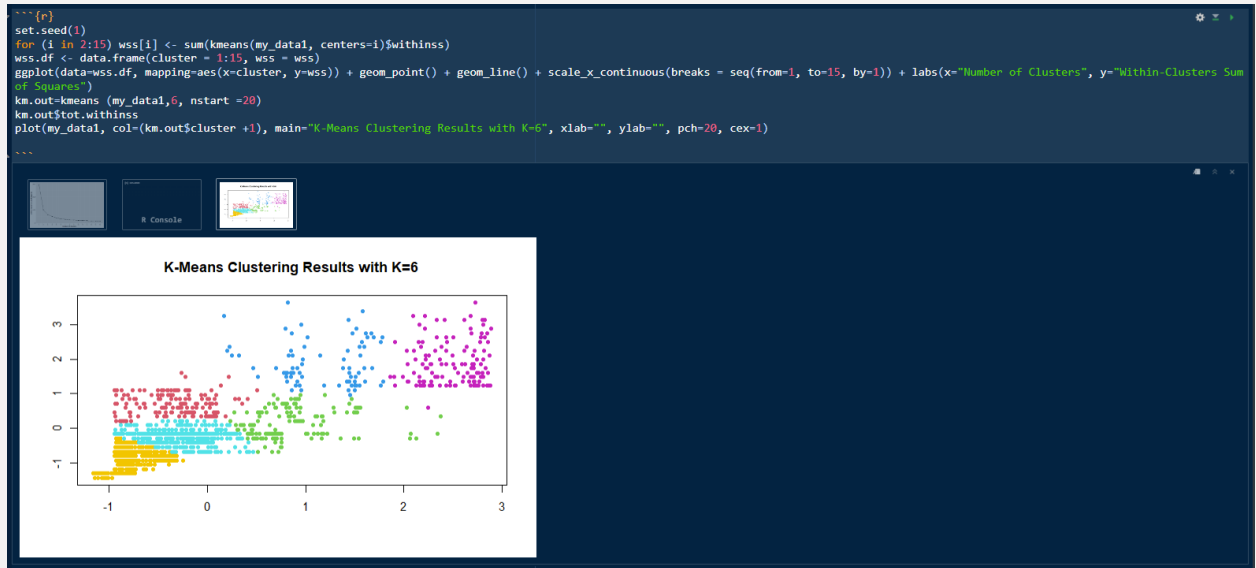 ```{r}
set.seed(1)
for (i in 2:15) wss[i] <- sum(kmeans(my_data1, centers=i)$withinss)
wss.df <- data.frame(cluster = 1:15, wss = wss)
ggplot(data=wss.df, mapping=aes(x=cluster, y=wss)) + geom_point() + geom_line() + scale_x_continuous(breaks = seq(from=1, to=15, by=1)) + labs(x="Number of Clusters", y="Within-Clusters Sum
of Squares")
km.out=kmeans (my_data1,6, nstart =20)
km.out$tot.withinss
plot(my_data1, col=(km.out$cluster +1), main="K-Means Clustering Results with K=6", xlab="", ylab="", pch=20, cex=1)
```
R Console
K-Means Clustering Results with K=6
3
2
1
0
-1
-1 0 1 2 3